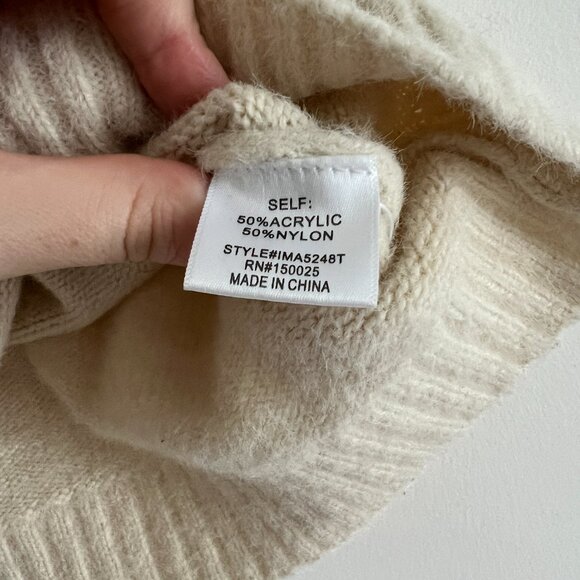 SELF:
50%ACRYLIC
50%NYLON
STYLE#IMA5248T
RN#150025
MADE IN CHINA